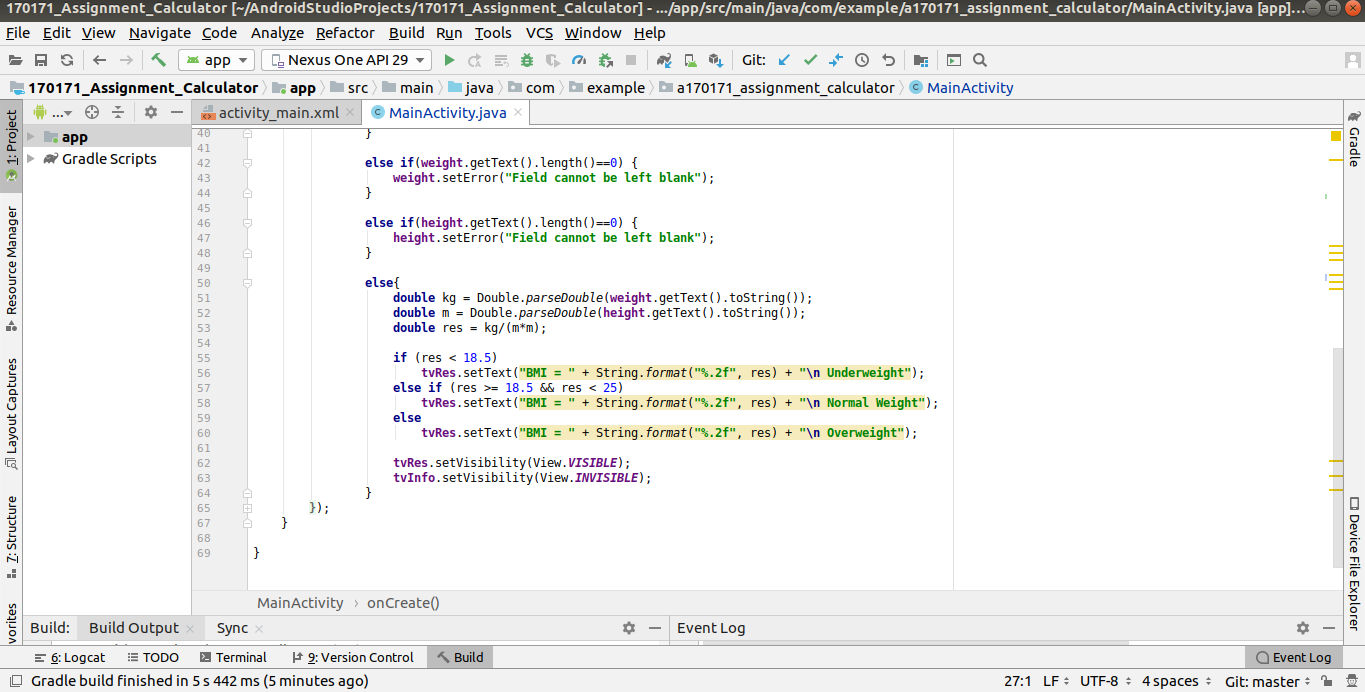 170171_Assignment_Calculator [~/AndroidStudioProjects/170171_Assignment_Calculator] - .../app/src/main/java/com/example/a170171_assignment_calculator/MainActivity.java [app]...
File Edit View Navigate Code Analyze Refactor Build Run Tools VCS Window Help
app Nexus One API 29 Git:
170171_Assignment_Calculator app src main java com example a170171_assignment_calculator MainActivity
1: Project
Resource Manager
Layout Captures
7: Structure
vorites
... 
app
Gradle Scripts
activity_main.xml MainActivity.java
40 }
41
42 else if(weight.getText().length()==0) {
43 weight.setError("Field cannot be left blank");
44 }
45
46 else if(height.getText().length()==0) {
47 height.setError("Field cannot be left blank");
48 }
49
50 else{
51 double kg = Double.parseDouble(weight.getText().toString());
52 double m = Double.parseDouble(height.getText().toString());
53 double res = kg/(m*m);
54
55 if (res < 18.5)
56 tvRes.setText("BMI = " + String.format("%.2f", res) + "\n Underweight");
57 else if (res >= 18.5 && res < 25)
58 tvRes.setText("BMI = " + String.format("%.2f", res) + "\n Normal Weight");
59 else
60 tvRes.setText("BMI = " + String.format("%.2f", res) + "\n Overweight");
61
62 tvRes.setVisibility(View.VISIBLE);
63 tvInfo.setVisibility(View.INVISIBLE);
64 }
65 });
67 }
68
69 }
MainActivity › onCreate()
Gradle
Device File Explorer
Build: Build Output Sync Event Log
6: Logcat TODO Terminal 9: Version Control Build Event Log
Gradle build finished in 5 s 442 ms (5 minutes ago) 27:1 LF UTF-8 4 spaces Git: master